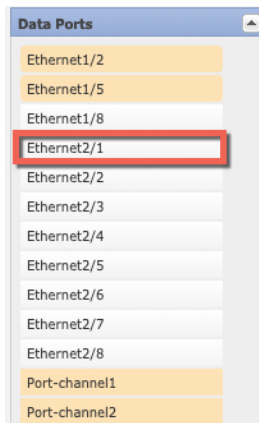 Data Ports
Ethernet1/2
Ethernet1/5
Ethernet1/8
Ethernet2/1
Ethernet2/2
Ethernet2/3
Ethernet2/4
Ethernet2/5
Ethernet2/6
Ethernet2/7
Ethernet2/8
Port-channel1
Port-channel2